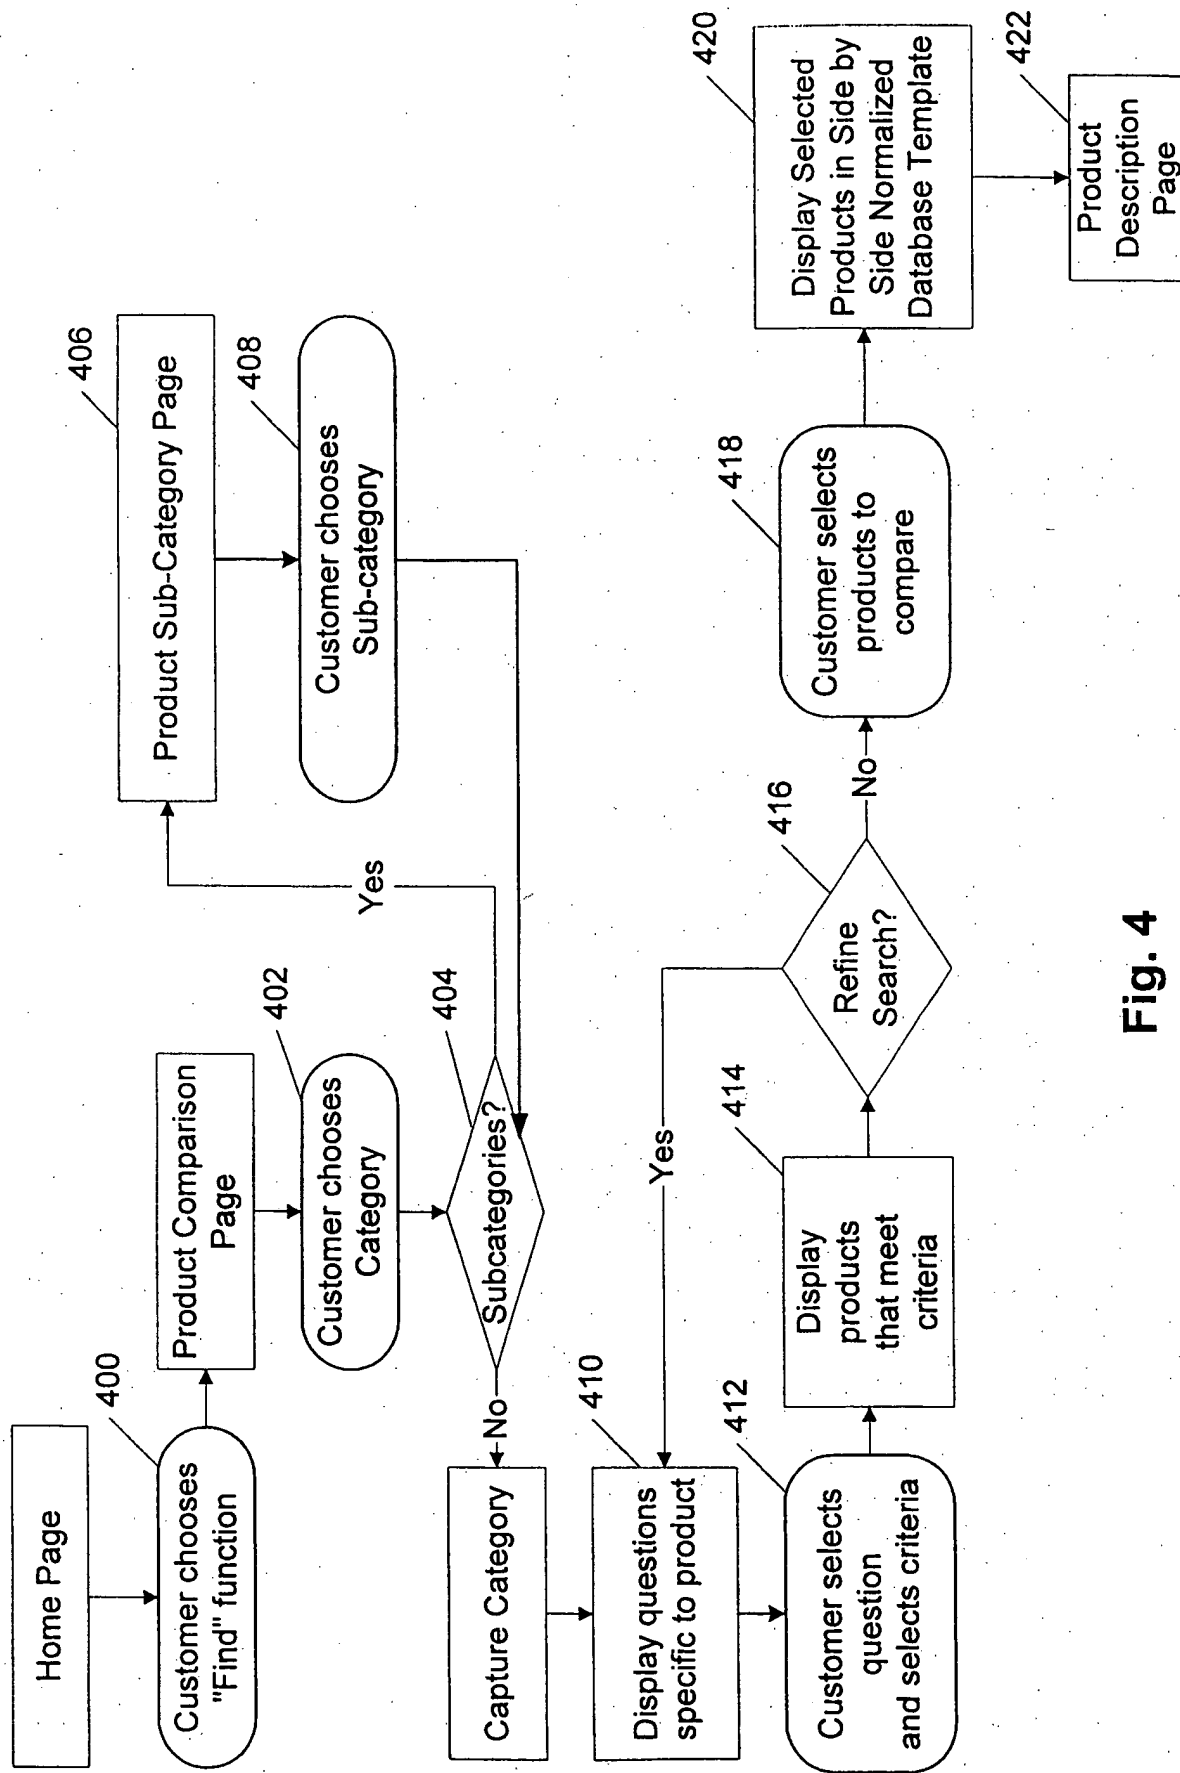 Home Page
400
Customer chooses
"Find" function
Product Comparison
Page
402
Customer chooses
Category
404
Subcategories?
Yes
406
Product Sub-Category Page
408
Customer chooses
Sub-category
No
Capture Category
410
Display questions
specific to product
412
Customer selects
question
and selects criteria
414
Display
products
that meet
criteria
416
Refine
Search?
Yes
No
418
Customer selects
products to
compare
420
Display Selected
Products in Side by
Side Normalized
Database Template
422
Product
Description
Page
Fig. 4